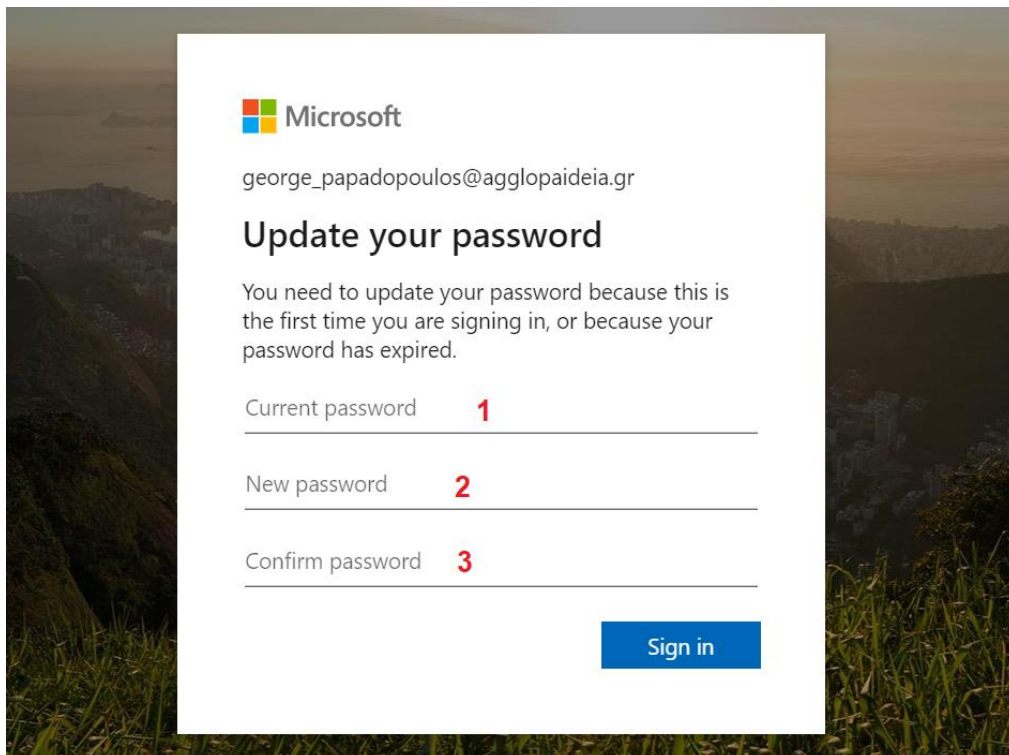 Microsoft
george_papadopoulos@agglopaideia.gr
Update your password
You need to update your password because this is
the first time you are signing in, or because your
password has expired.
Current password 1
New password 2
Confirm password 3
Sign in